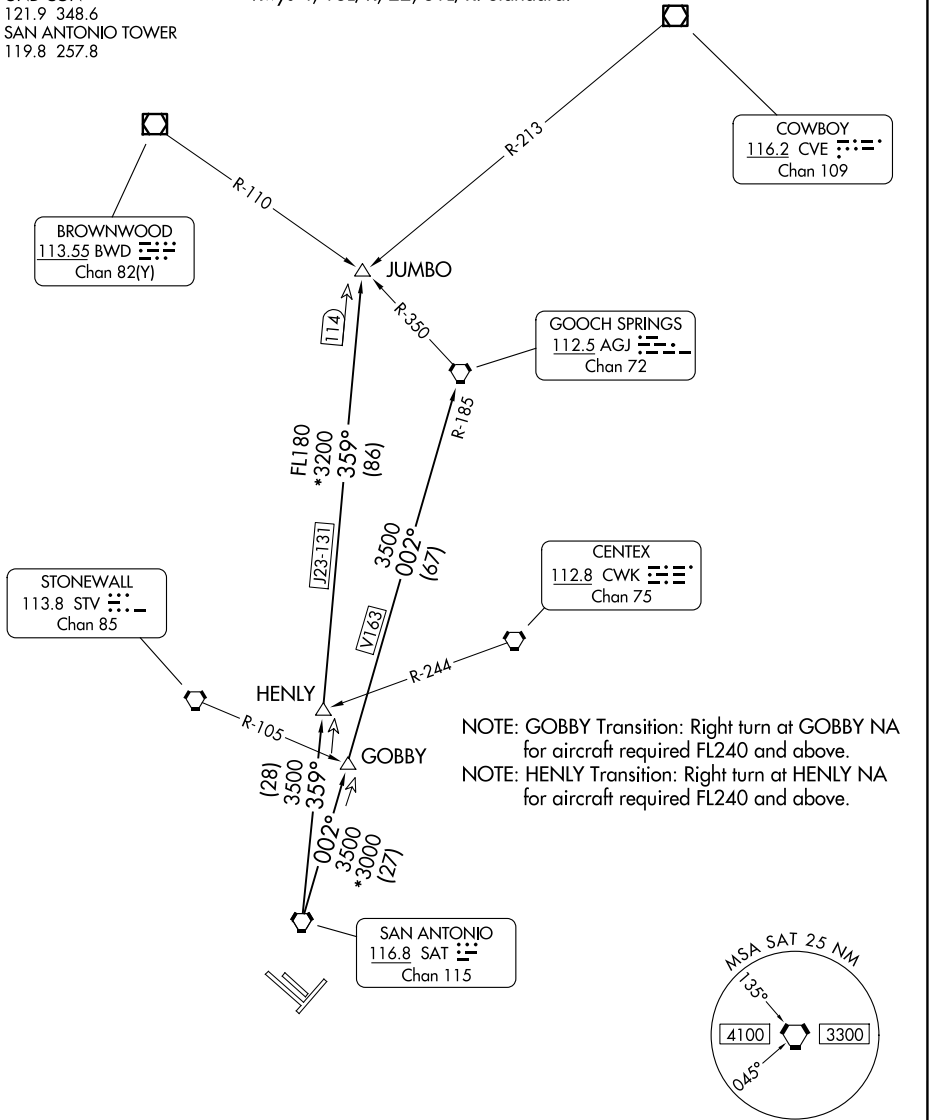 121.9 348.6
SAN ANTONIO TOWER
119.8 257.8
R-213
COWBOY
116.2 CVE
Chan 109
R-110
BROWNWOOD
113.55 BWD
Chan 82(Y)
JUMBO
114
R-350
GOOCH SPRINGS
112.5 AGJ
Chan 72
R-185
FL180
*3200
359°
(86)
3500
002°
(67)
J23-131
V163
CENTEX
112.8 CWK
Chan 75
STONEWALL
113.8 STV
Chan 85
R-244
HENLY
R-105
GOBBY
NOTE: GOBBY Transition: Right turn at GOBBY NA
for aircraft required FL240 and above.
NOTE: HENLY Transition: Right turn at HENLY NA
for aircraft required FL240 and above.
(28)
3500
359°
002°
3500
*3000
(27)
SAN ANTONIO
116.8 SAT
Chan 115
MSA SAT 25 NM
135°
4100
3300
045°